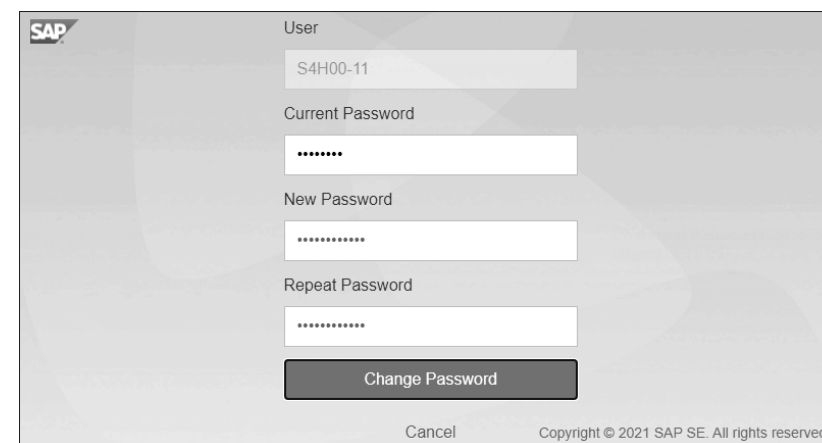 SAP
User
S4H00-11
Current Password
••••••••
New Password
••••••••••••
Repeat Password
••••••••••••
Change Password
Cancel
Copyright © 2021 SAP SE. All rights reserved